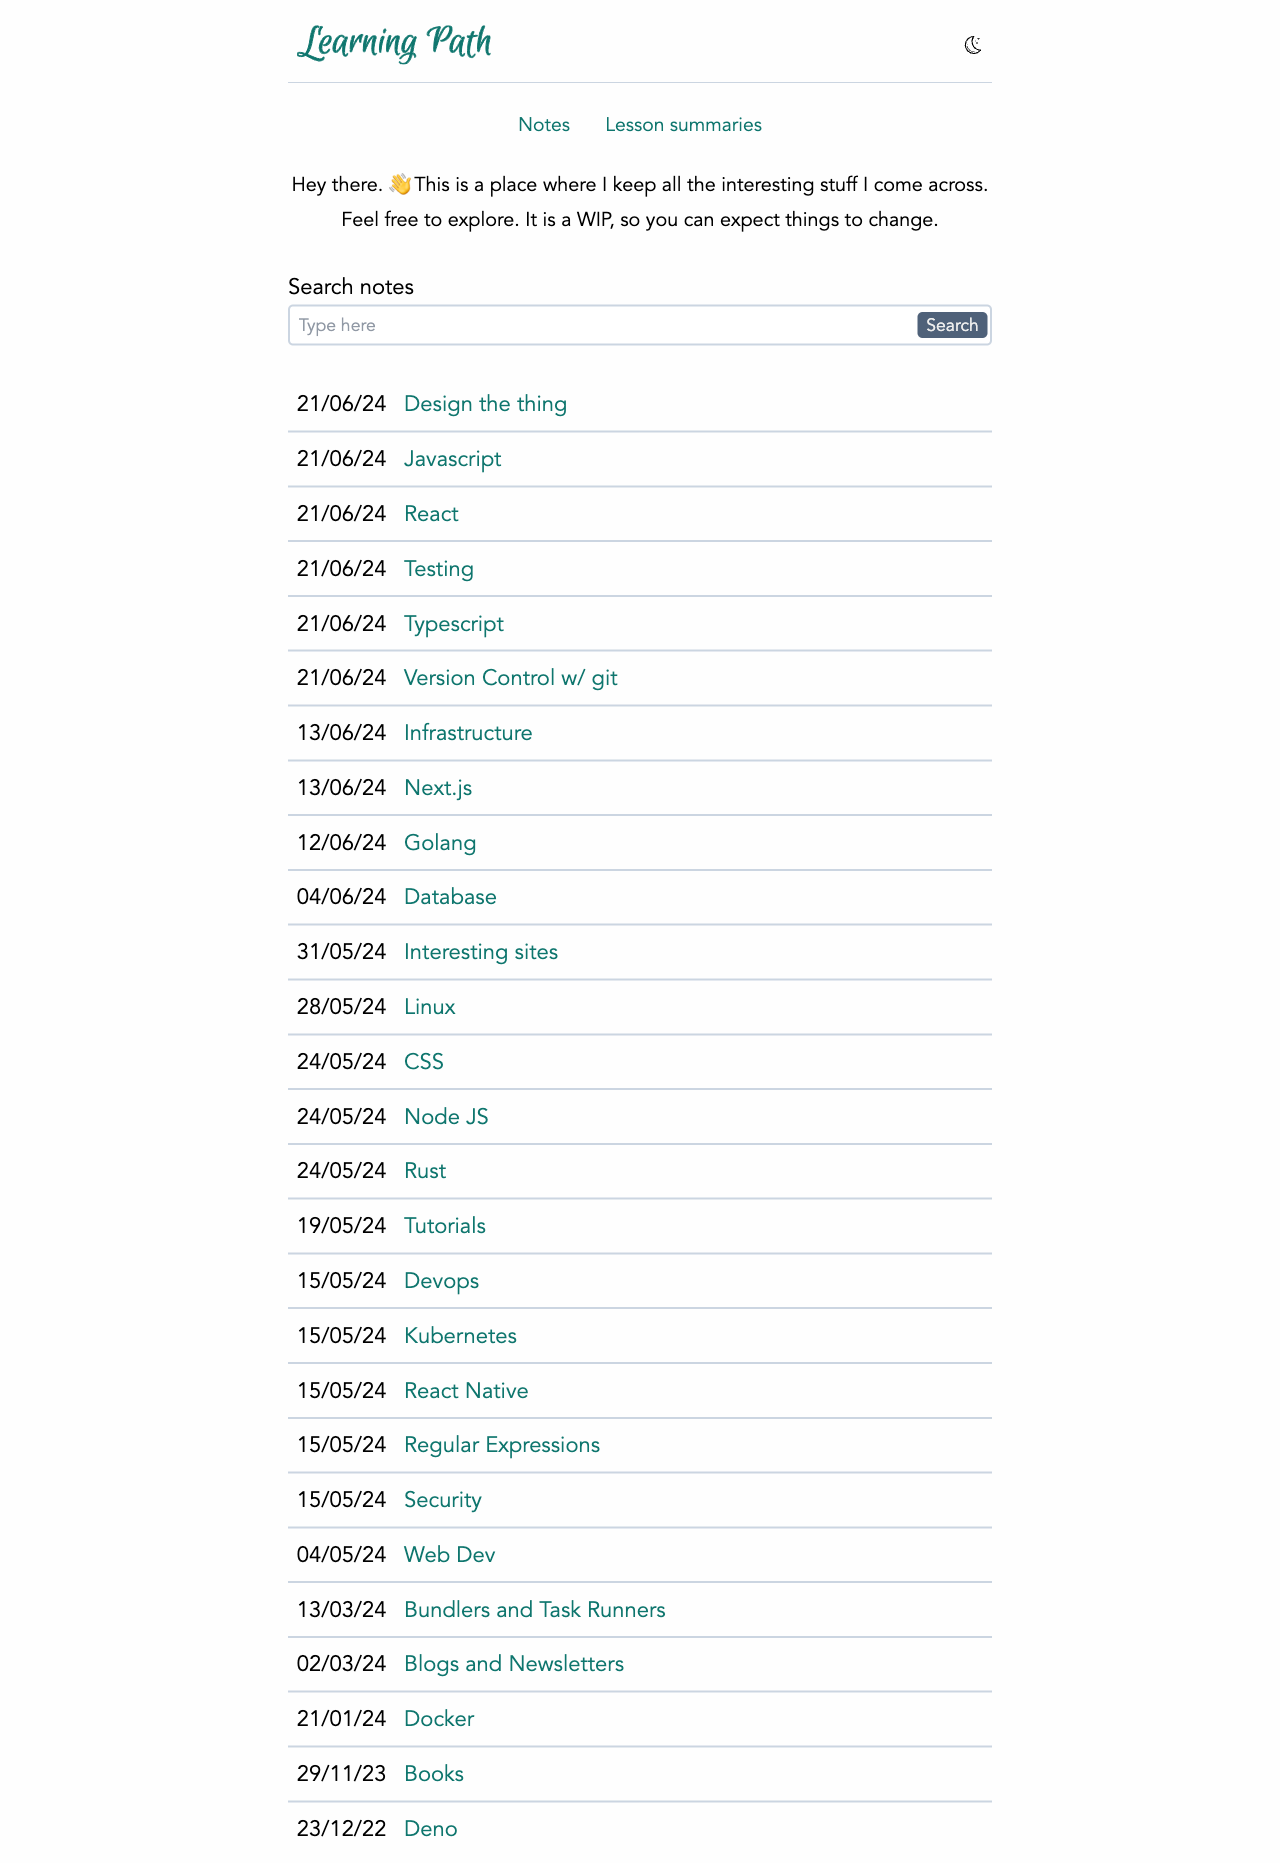 Learning Path
Notes Lesson summaries
Hey there. 👋This is a place where I keep all the interesting stuff I come across.
Feel free to explore. It is a WIP, so you can expect things to change.
Search notes
Type here Search
21/06/24 Design the thing
21/06/24 Javascript
21/06/24 React
21/06/24 Testing
21/06/24 Typescript
21/06/24 Version Control w/ git
13/06/24 Infrastructure
13/06/24 Next.js
12/06/24 Golang
04/06/24 Database
31/05/24 Interesting sites
28/05/24 Linux
24/05/24 CSS
24/05/24 Node JS
24/05/24 Rust
19/05/24 Tutorials
15/05/24 Devops
15/05/24 Kubernetes
15/05/24 React Native
15/05/24 Regular Expressions
15/05/24 Security
04/05/24 Web Dev
13/03/24 Bundlers and Task Runners
02/03/24 Blogs and Newsletters
21/01/24 Docker
29/11/23 Books
23/12/22 Deno